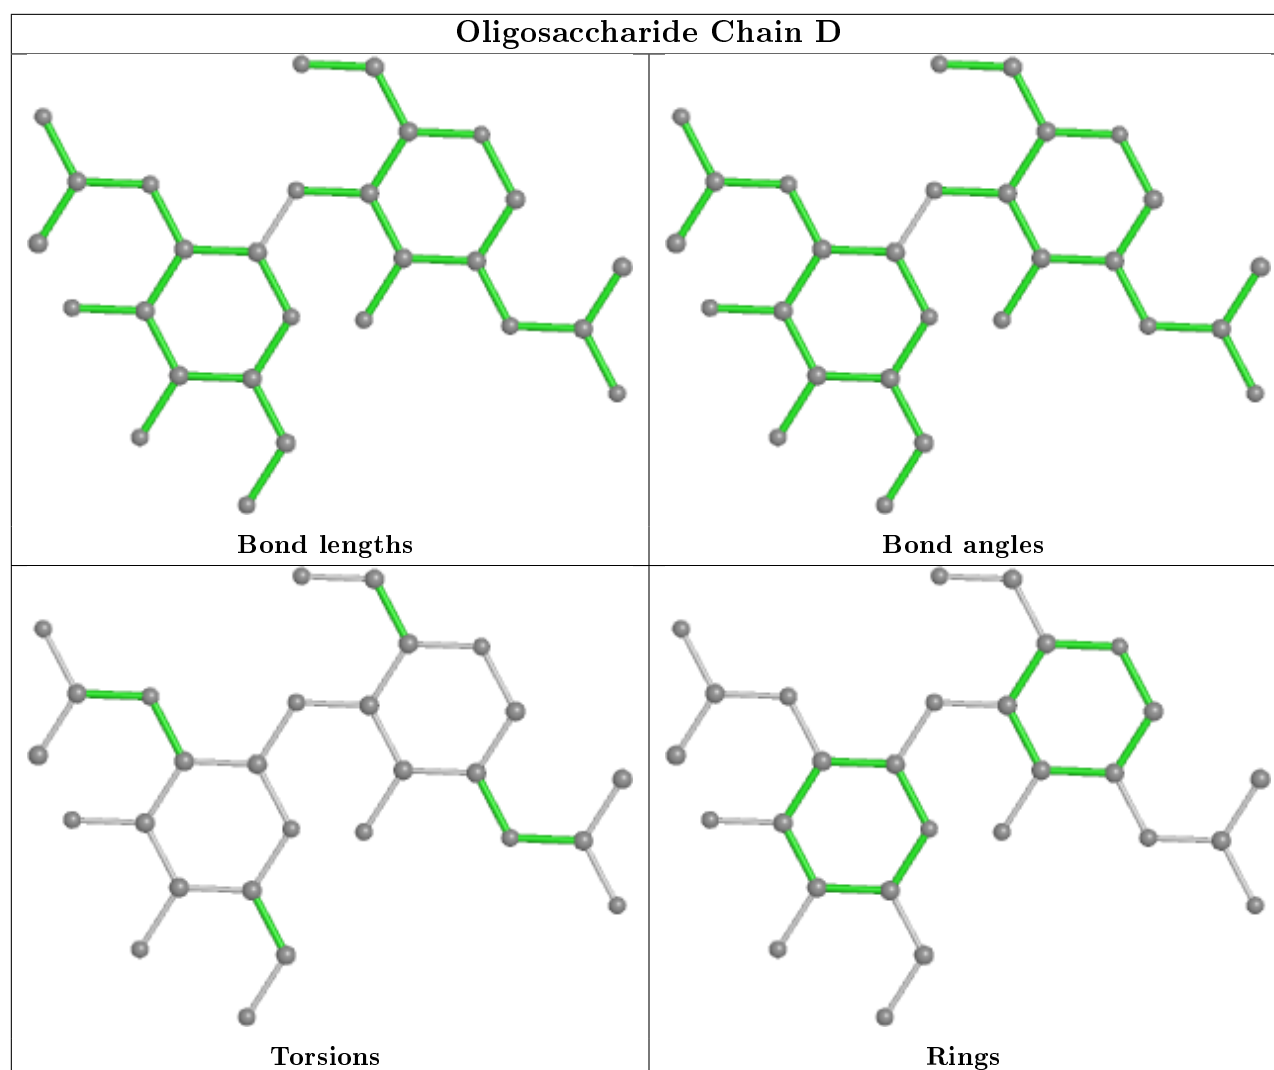 Oligosaccharide Chain D
Bond lengths
Bond angles
Torsions
Rings